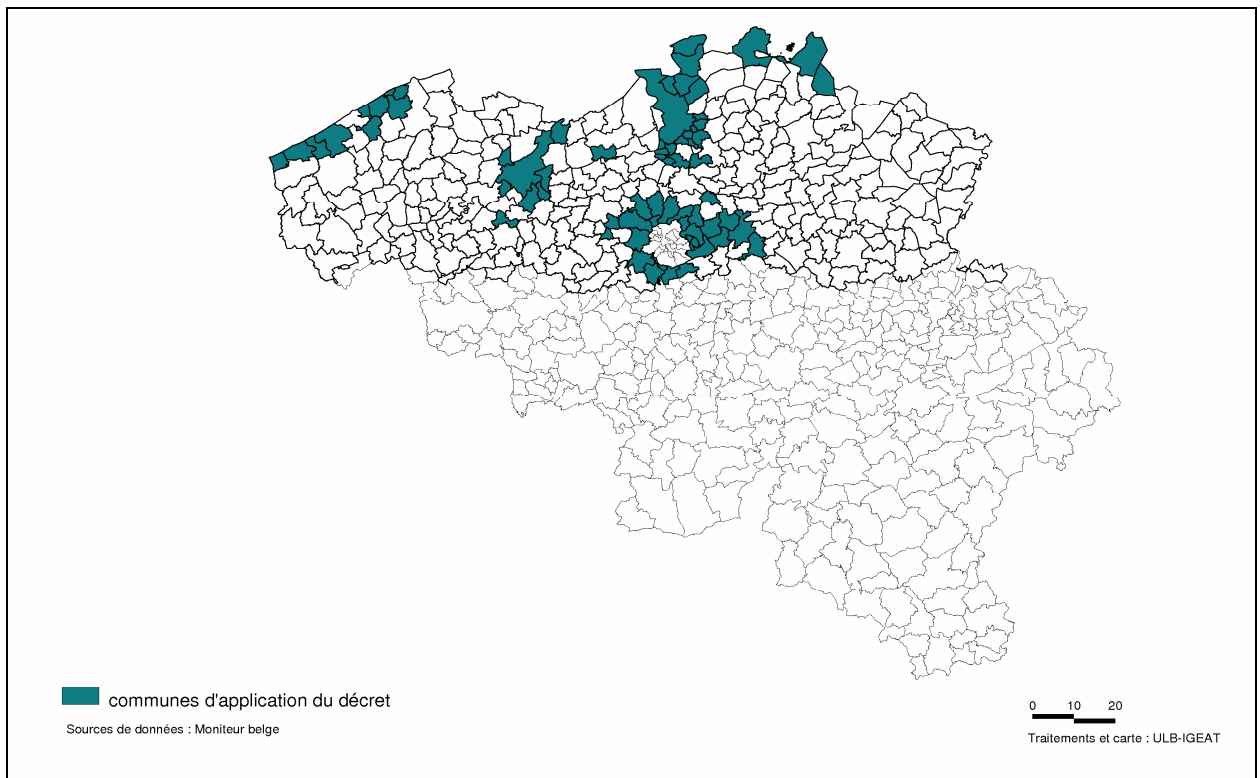 communes d'application du décret
Sources de données : Moniteur belge
0 10 20
Traitements et carte : ULB-IGEAT